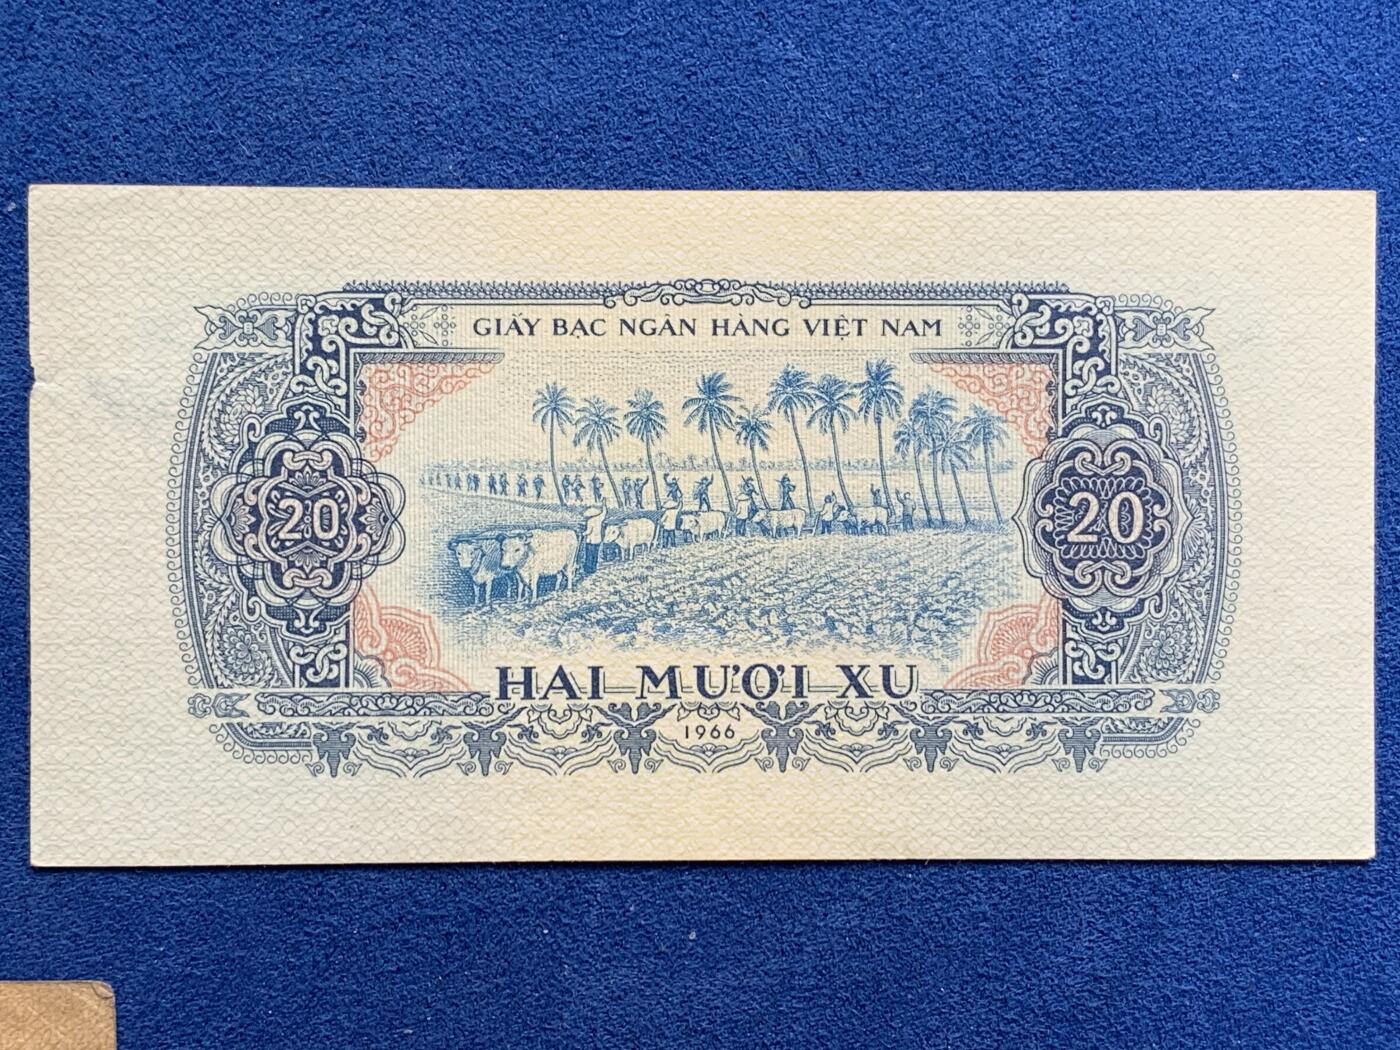 GIẤY BẠC NGÂN HÀNG VIỆT NAM
20
20
HAI MƯƠI XU
1966